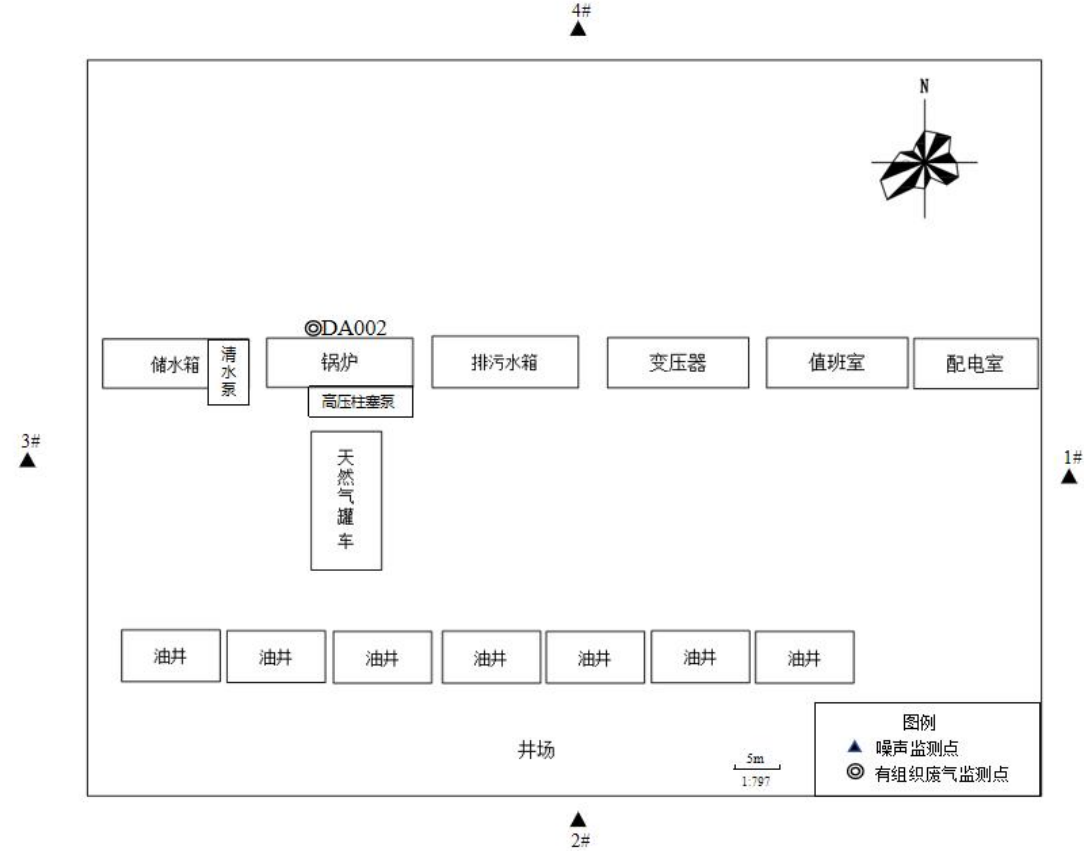 4#
N
◎DA002
储水箱
清水泵
锅炉
排污水箱
变压器
值班室
配电室
高压柱塞泵
3#
1#
天然气罐车
油井
油井
油井
油井
油井
油井
油井
图例
噪声监测点
有组织废气监测点
井场
5m
1:797
2#